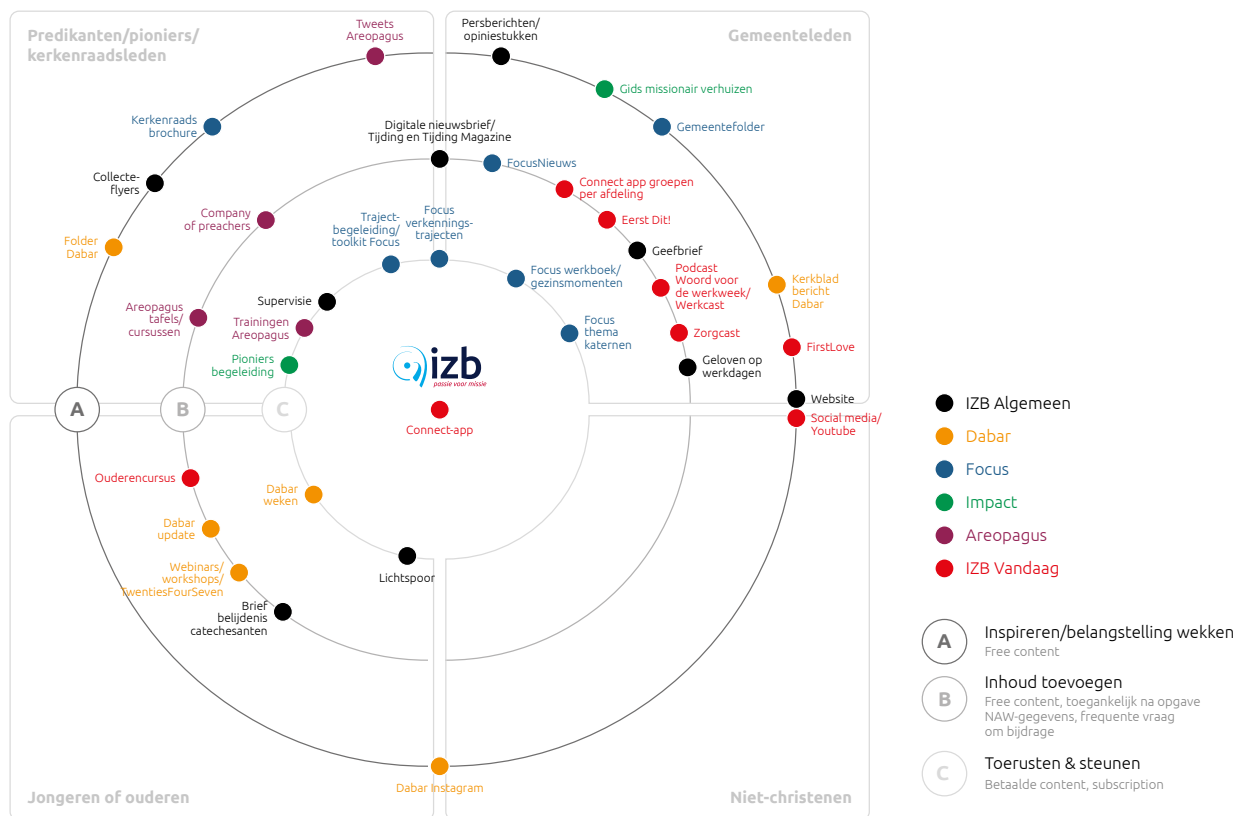 Predikanten/pioniers/
kerkenraadsleden
Tweets
Areopagus
Persberichten/
opiniestukken
Gemeenteleden
Gids missionair verhuizen
Kerkenraads
brochure
Digitale nieuwsbrief/
Tijding en Tijding Magazine
Gemeentefolder
FocusNieuws
Collecte-
flyers
Connect app groepen
per afdeling
Company
of preachers
Traject-
begeleiding/
toolkit Focus
Focus
verkennings-
trajecten
Eerst Dit!
Folder
Dabar
Geefbrief
Focus werkboek/
gezinsmomenten
Podcast
Woord voor
de werkweek/
Werkcast
Kerkblad
bericht
Dabar
Supervisie
Areopagus
tafels/
cursussen
Trainingen
Areopagus
Focus
thema
katernen
Zorgcast
FirstLove
Pioniers
begeleiding
izb
passie voor missie
Geloven op
werkdagen
Website
A
B
C
Connect-app
Social media/
Youtube
Ouderencursus
Dabar
weken
Dabar
update
Webinars/
workshops/
TwentiesFourSeven
Lichtspoor
Brief
belijdenis
catechesanten
Dabar Instagram
Jongeren of ouderen
Niet-christenen
IZB Algemeen
Dabar
Focus
Impact
Areopagus
IZB Vandaag
A
Inspireren/belangstelling wekken
Free content
B
Inhoud toevoegen
Free content, toegankelijk na opgave
NAW-gegevens, frequente vraag
om bijdrage
C
Toerusten & steunen
Betaalde content, subscription